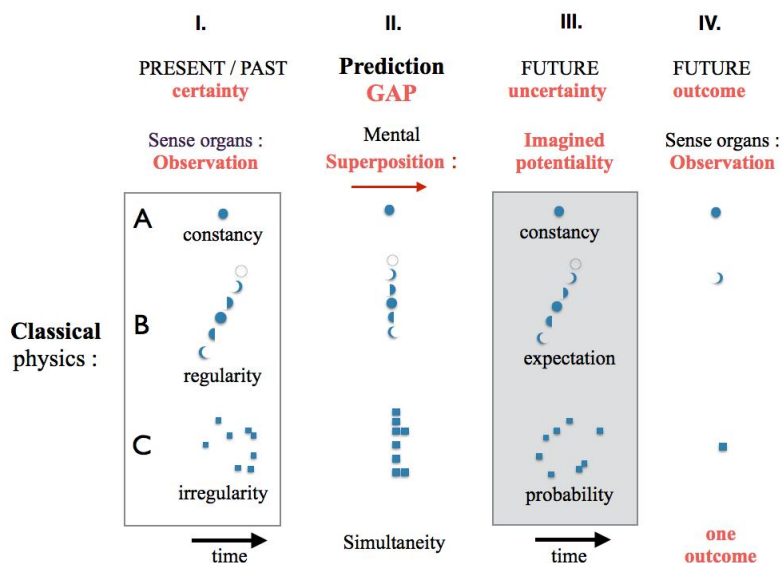 I.
II.
III.
IV.
PRESENT / PAST
certainty
Prediction
GAP
FUTURE
uncertainty
FUTURE
outcome
Sense organs :
Observation
Mental
Superposition :
Imagined
potentiality
Sense organs :
Observation
A
constancy
constancy
Classical
physics :
B
regularity
expectation
C
irregularity
probability
time
Simultaneity
time
one
outcome